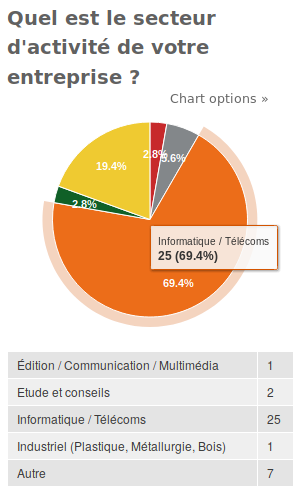 Quel est le secteur
d'activité de votre
entreprise ?
Chart options »
2.8%
5.6%
19.4%
2.8%
Informatique / Télécoms
25 (69.4%)
69.4%
Édition / Communication / Multimédia 1
Etude et conseils 2
Informatique / Télécoms 25
Industriel (Plastique, Métallurgie, Bois) 1
Autre 7